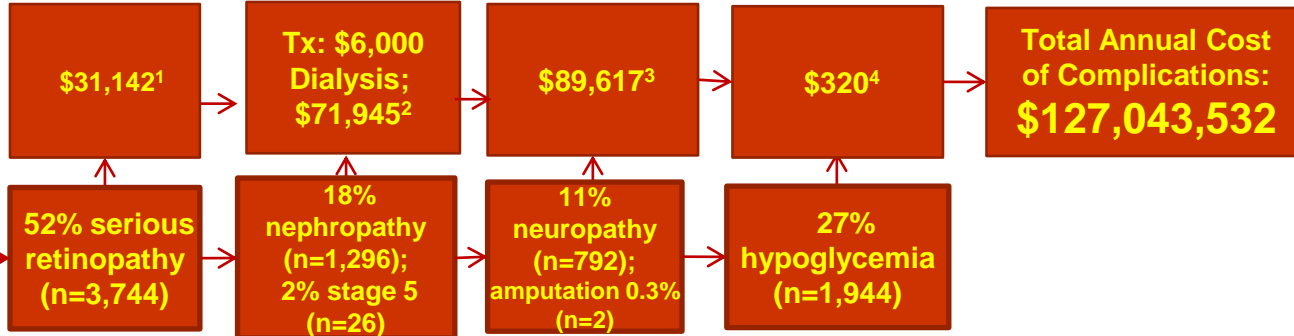 $31,142¹
Tx: $6,000
Dialysis;
$71,945²
$89,617³
$320⁴
Total Annual Cost
of Complications:
$127,043,532
52% serious
retinopathy
(n=3,744)
18%
nephropathy
(n=1,296);
2% stage 5
(n=26)
11%
neuropathy
(n=792);
amputation 0.3%
(n=2)
27%
hypoglycemia
(n=1,944)